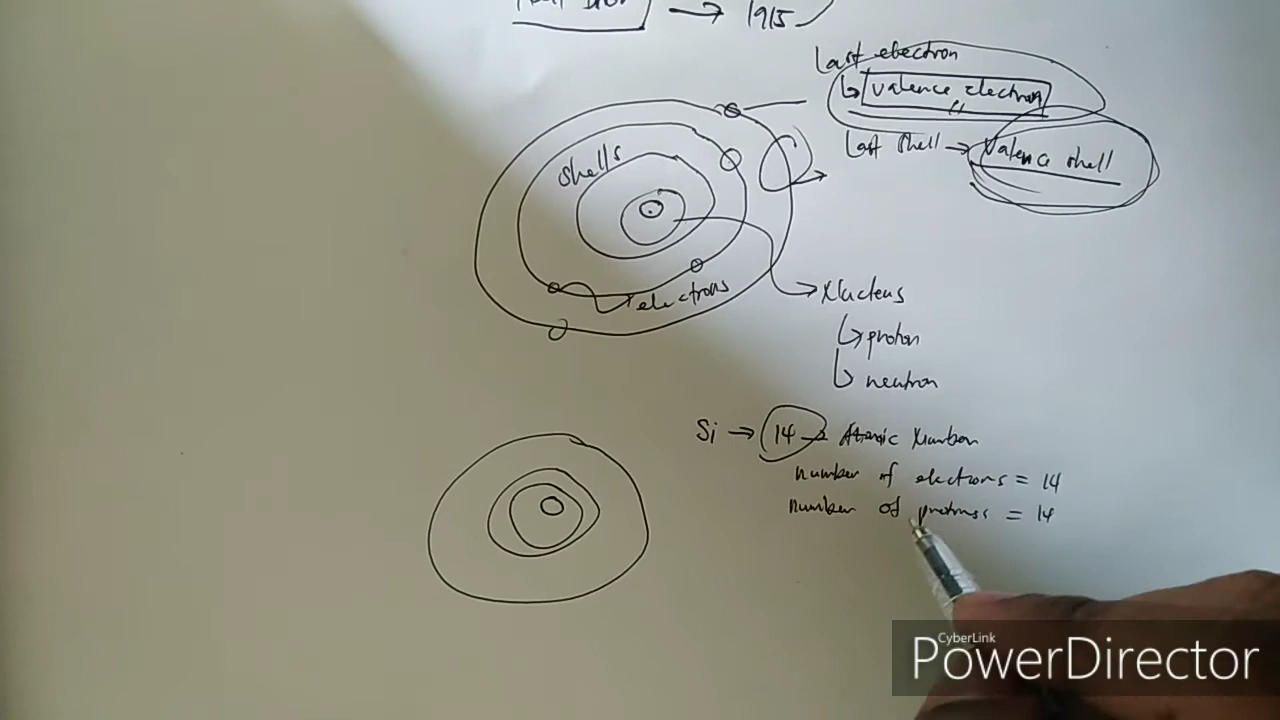 → 1915
Last electron
↳ valence electron
Last shell → Valence shell
shells
electrons
Nucleus
↳ proton
↳ neutron
Si → 14 → Atomic Number
number of electrons = 14
number of protons = 14
CyberLink
PowerDirector